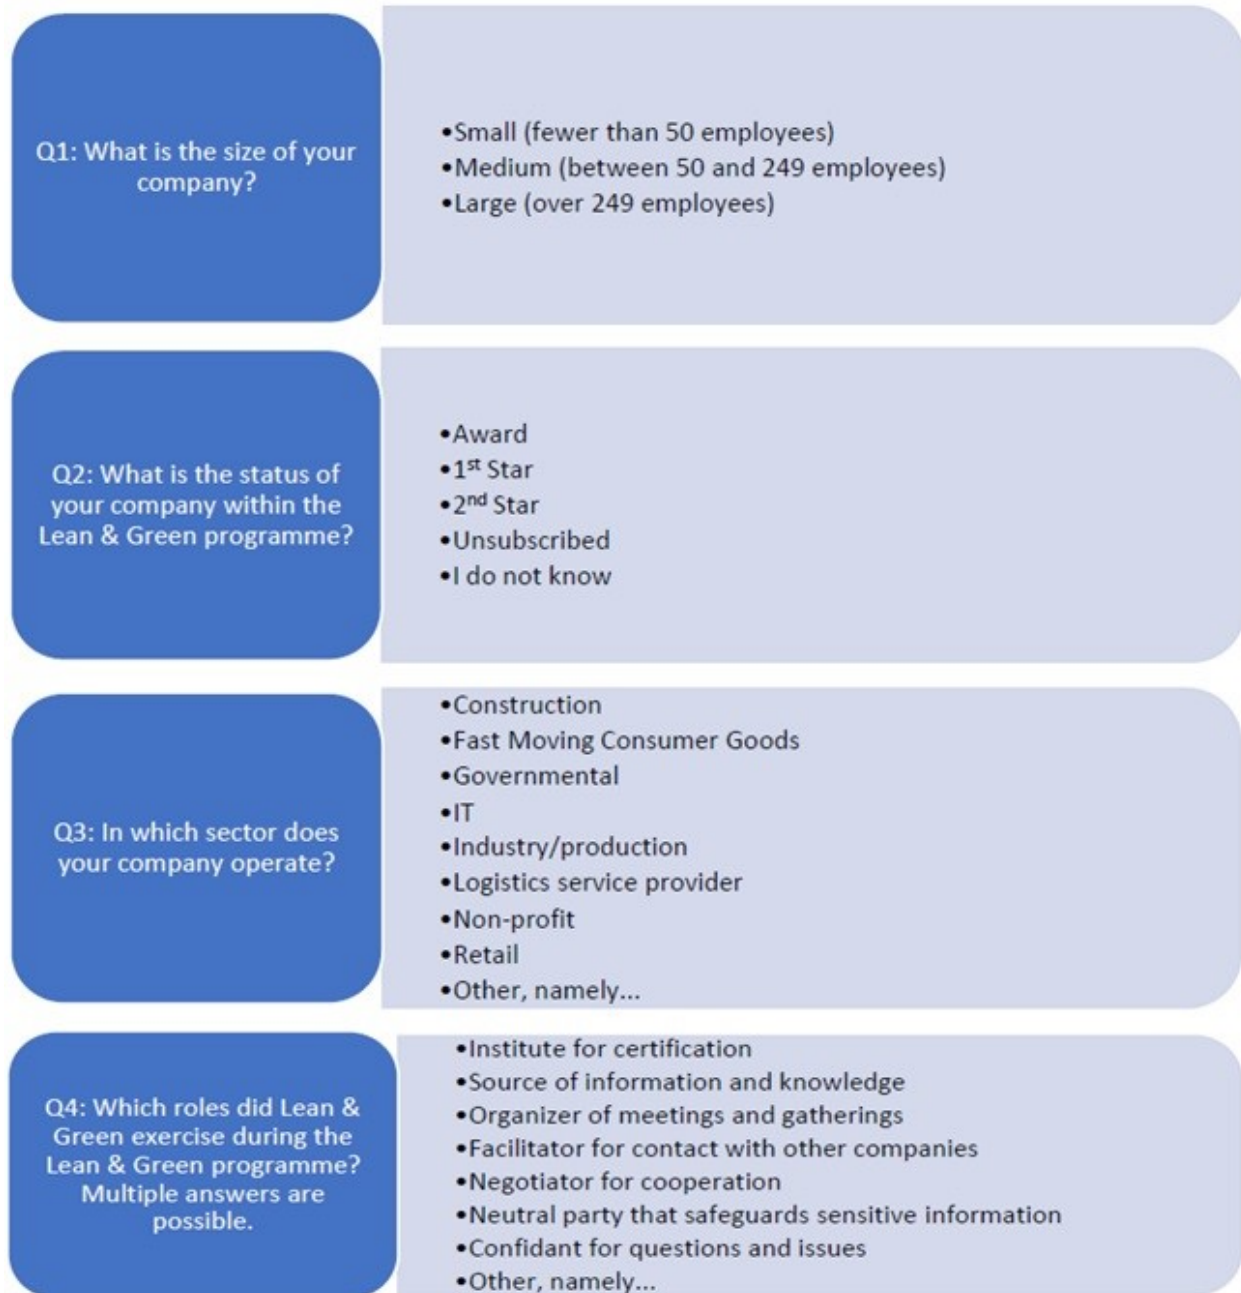 Q1: What is the size of your
company?
•Small (fewer than 50 employees)
•Medium (between 50 and 249 employees)
•Large (over 249 employees)
Q2: What is the status of
your company within the
Lean & Green programme?
•Award
•1st Star
•2nd Star
•Unsubscribed
•I do not know
Q3: In which sector does
your company operate?
•Construction
•Fast Moving Consumer Goods
•Governmental
•IT
•Industry/production
•Logistics service provider
•Non-profit
•Retail
•Other, namely...
Q4: Which roles did Lean &
Green exercise during the
Lean & Green programme?
Multiple answers are
possible.
•Institute for certification
•Source of information and knowledge
•Organizer of meetings and gatherings
•Facilitator for contact with other companies
•Negotiator for cooperation
•Neutral party that safeguards sensitive information
•Confidant for questions and issues
•Other, namely...